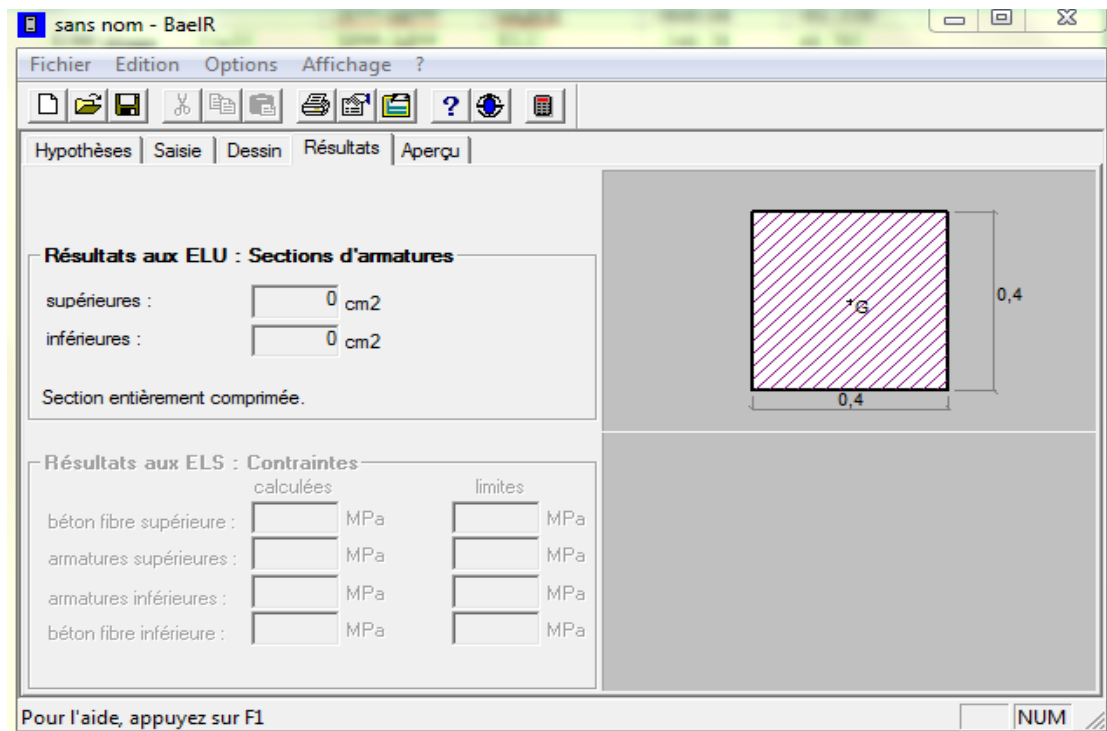 sans nom - BaelR
Fichier Edition Options Affichage ?
Hypothèses Saisie Dessin Résultats Aperçu
Résultats aux ELU : Sections d'armatures
supérieures : 0 cm2
inférieures : 0 cm2
Section entièrement comprimée.
G
0,4
0,4
Résultats aux ELS : Contraintes
calculées limites
béton fibre supérieure : MPa MPa
armatures supérieures : MPa MPa
armatures inférieures : MPa MPa
béton fibre inférieure : MPa MPa
Pour l'aide, appuyez sur F1
NUM